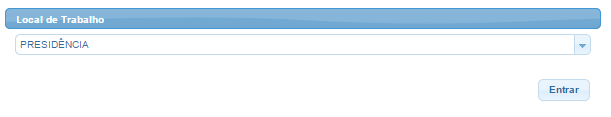 Local de Trabalho
PRESIDÊNCIA
Entrar